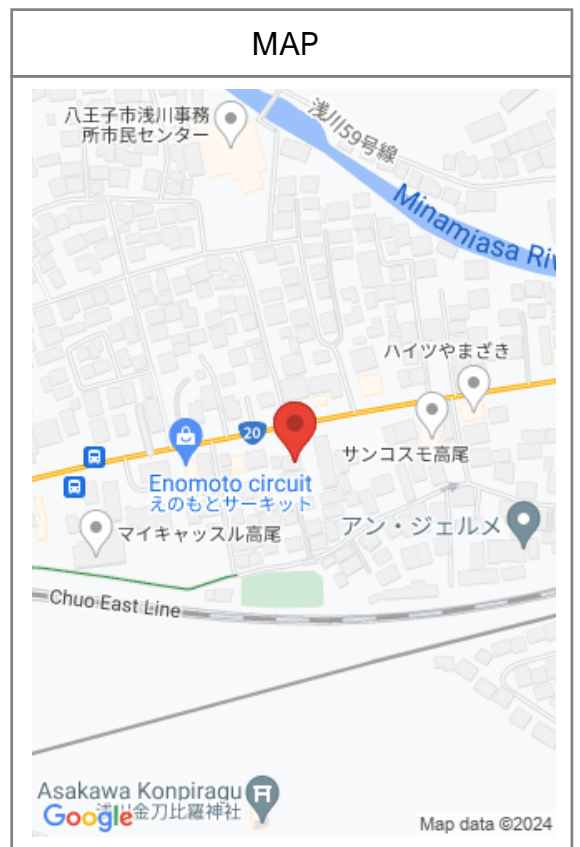 MAP
八王子市浅川事務
所市民センター
浅川59号線
Minamiasa Riv
ハイツやまざき
20
サンコスモ高尾
Enomoto circuit
えのもとサーキット
アン・ジェルメ
マイキャッスル高尾
Chuo East Line
Asakawa Konpiragu
浅川金刀比羅神社
Google
Map data ©2024